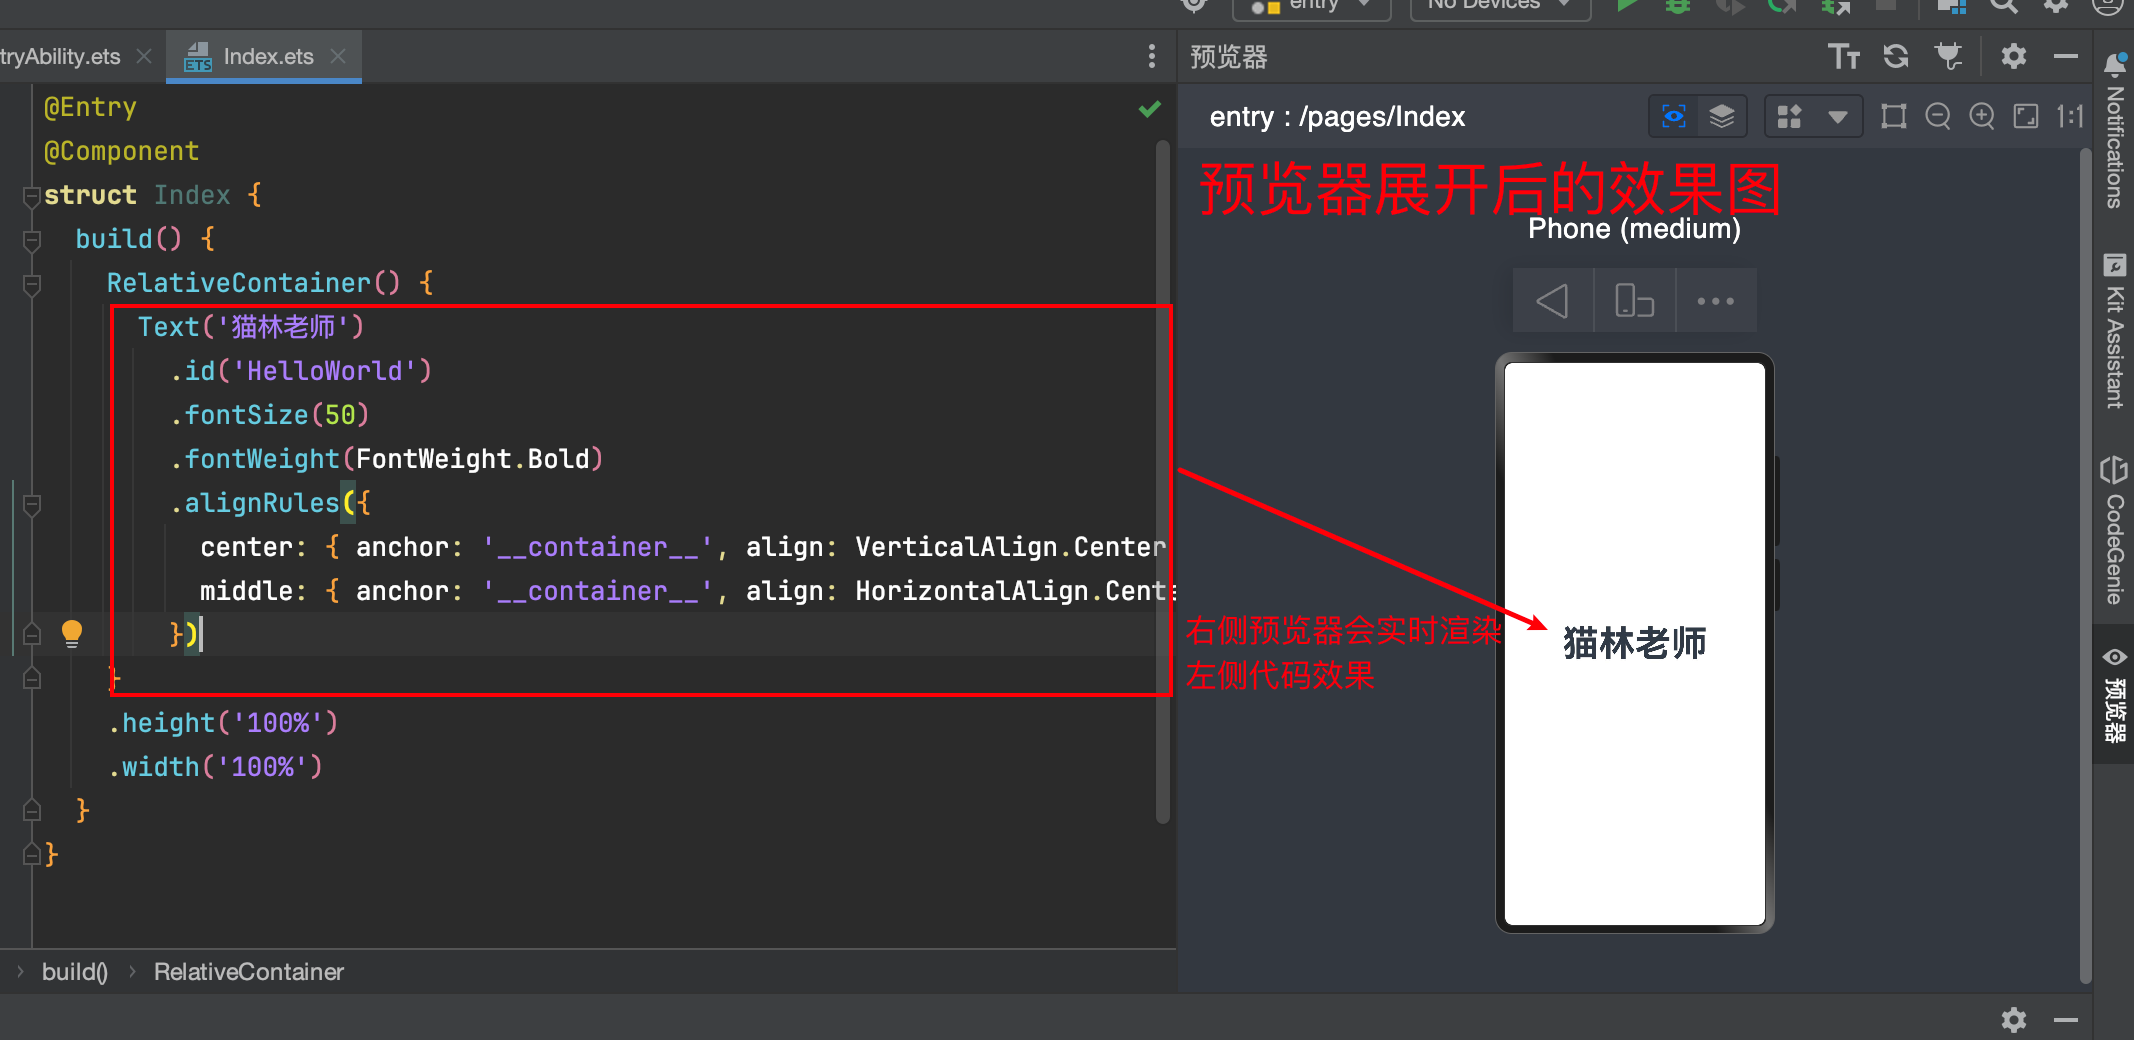 entry
No Devices
tryAbility.ets
ETS
Index.ets
预览器
@Entry
@Component
struct Index {
build() {
RelativeContainer() {
Text('猫林老师')
.id('HelloWorld')
.fontSize(50)
.fontWeight(FontWeight.Bold)
.alignRules({
center: { anchor: '__container__', align: VerticalAlign.Center
middle: { anchor: '__container__', align: HorizontalAlign.Cente
})
}
.height('100%')
.width('100%')
}
}
build()
RelativeContainer
entry : /pages/Index
1:1
预览器展开后的效果图
Phone (medium)
右侧预览器会实时渲染
左侧代码效果
猫林老师
Notifications
Kit Assistant
CodeGenie
预览器